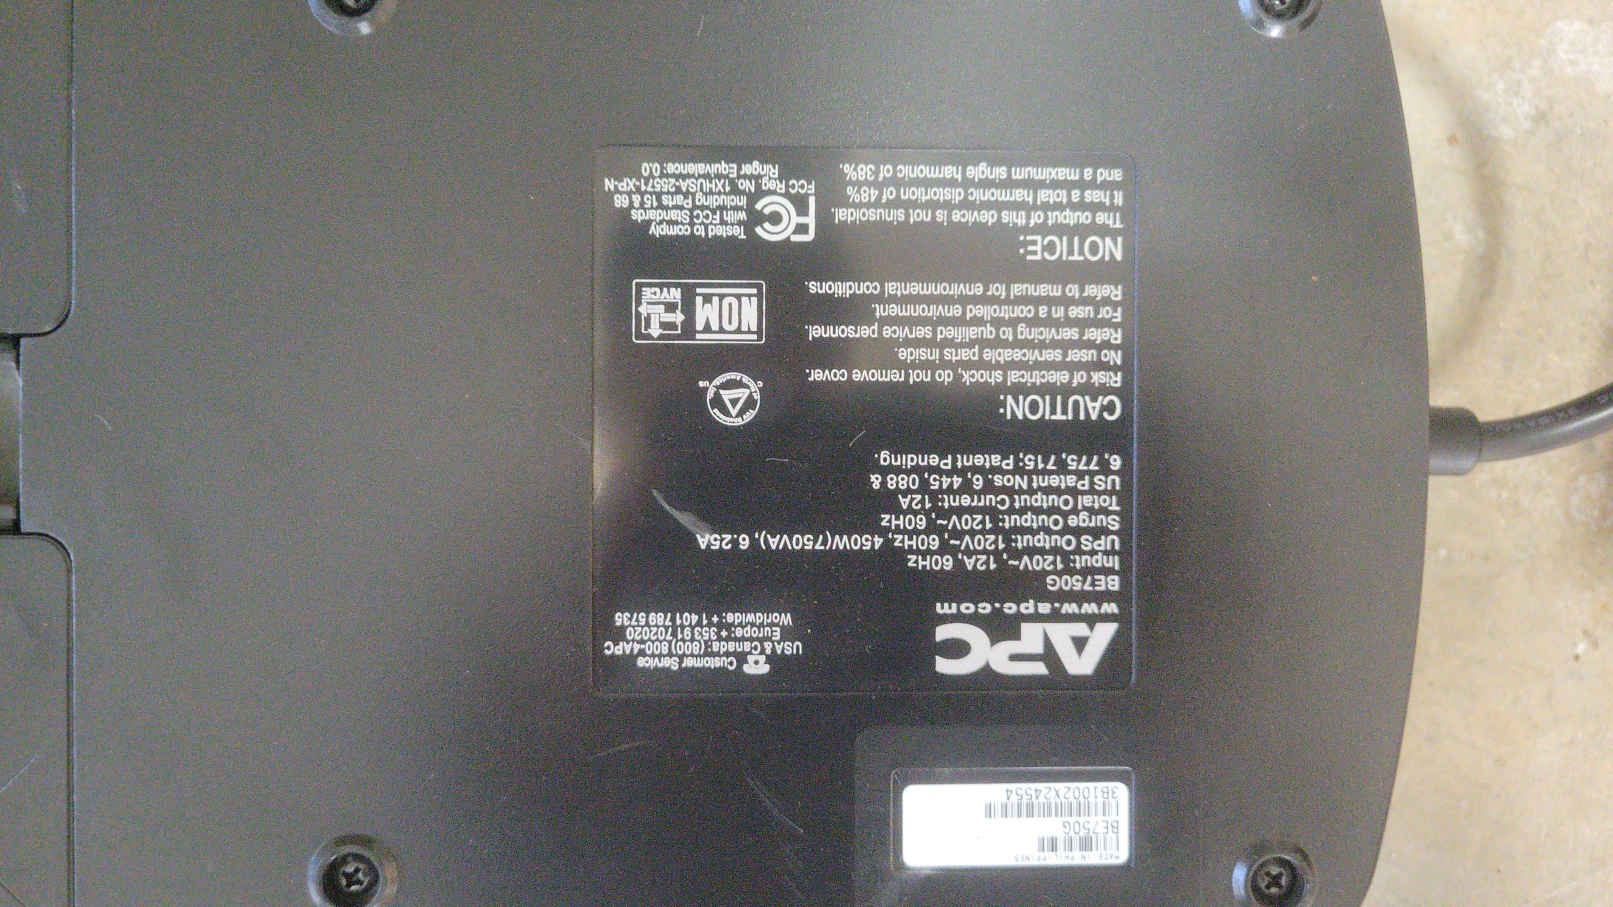 APC
www.apc.com
Customer Service
USA & Canada: (800) 800-4APC
Europe: + 353 91 702020
Worldwide: + 1 401 789 5735
BE750G
Input: 120V~, 12A, 60Hz
UPS Output: 120V~, 60Hz, 450W(750VA), 6.25A
Surge Output: 120V~, 60Hz
Total Output Current: 12A
US Patent Nos. 6, 445, 088 &
6, 775, 715; Patent Pending.
CAUTION:
Risk of electrical shock, do not remove cover.
No user serviceable parts inside.
Refer servicing to qualified service personnel.
For use in a controlled environment.
Refer to manual for environmental conditions.
C US
NOM
NYCE
NOTICE:
The output of this device is not sinusoidal.
It has a total harmonic distortion of 48%
and a maximum single harmonic of 38%.
FC
Tested to comply
with FCC Standards
including Parts 15 & 68
FCC Reg. No. 1XHUSA-25571-XP-N
Ringer Equivalence: 0.0
MADE IN PHILIPPINES
BE750G
3B1002X24554